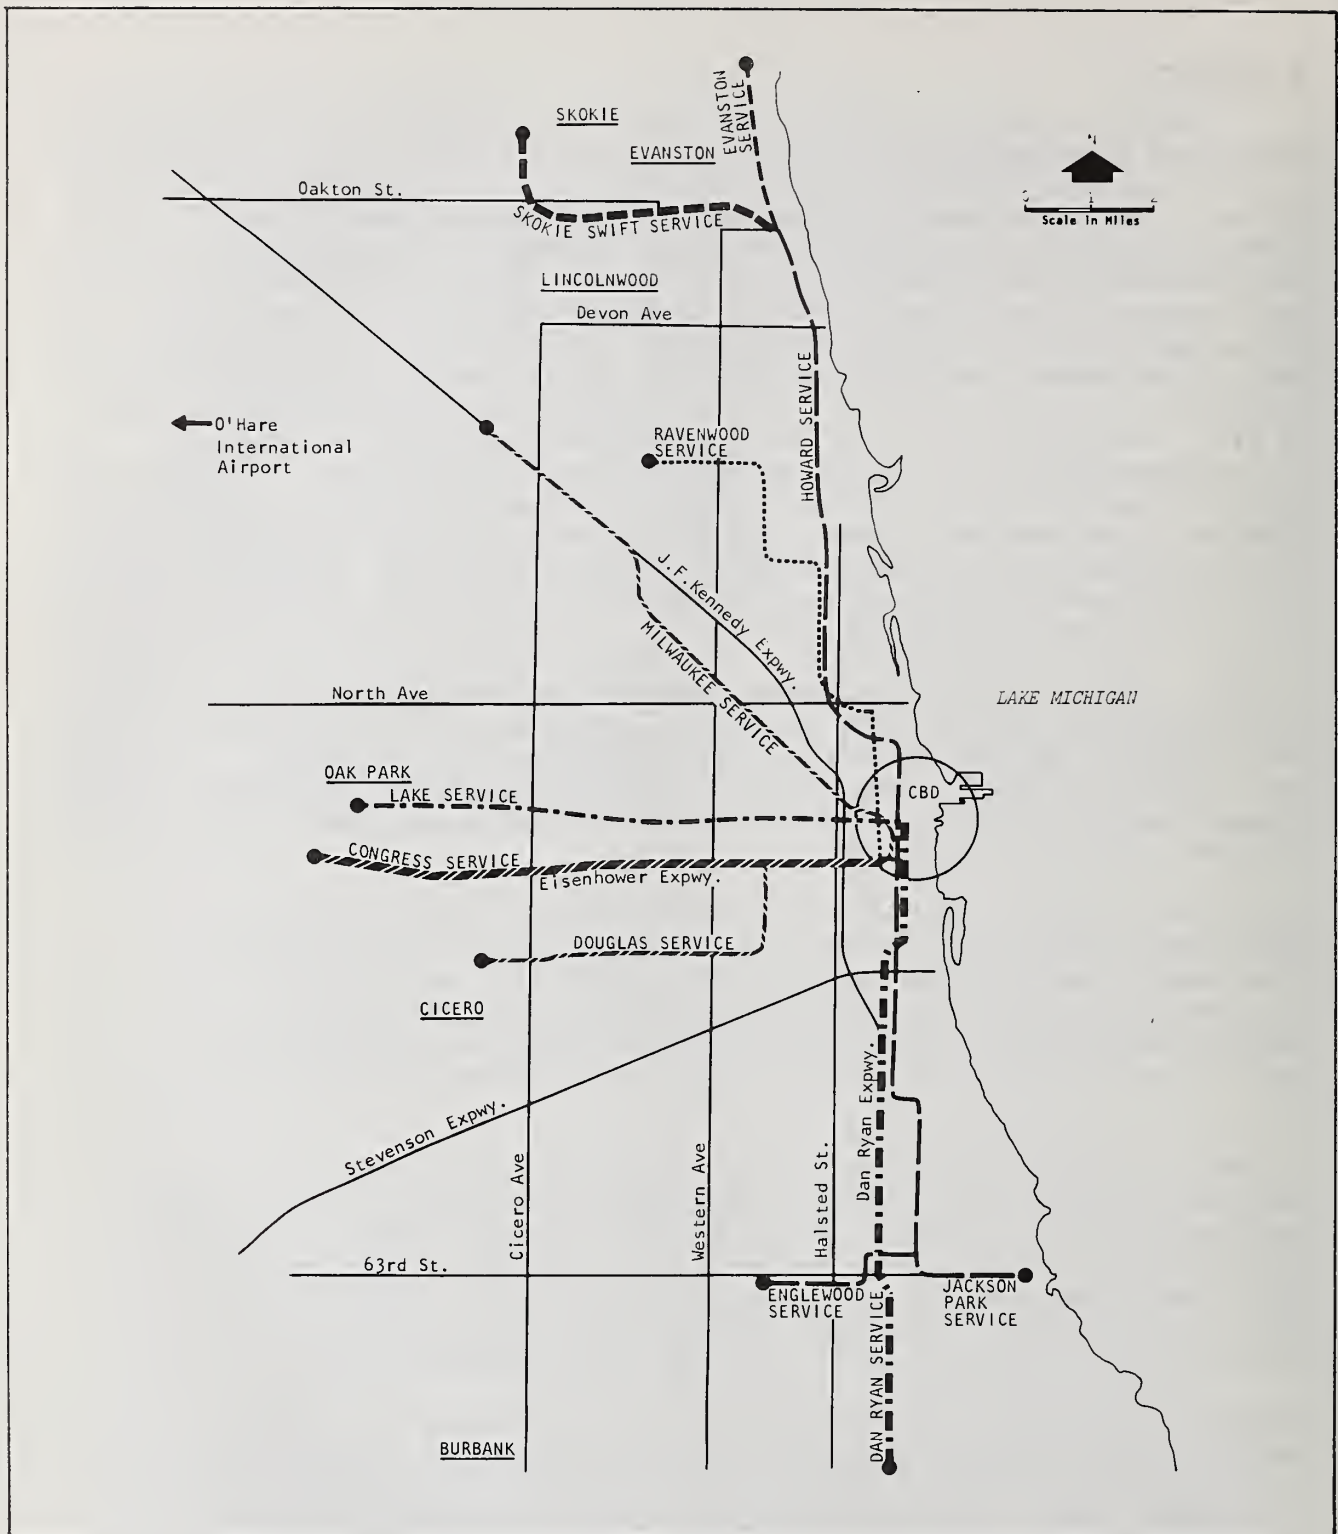 SKOKIE
EVANSTON
SERVICE
EVANSTON
N
Oakton St.
SKOKIE SWIFT SERVICE
0 1 2
Scale in Miles
LINCOLNWOOD
Devon Ave
HOWARD SERVICE
O'Hare
International
Airport
RAVENWOOD
SERVICE
J.F.Kennedy Expwy.
MILWAUKEE SERVICE
North Ave
LAKE MICHIGAN
OAK PARK
LAKE SERVICE
CBD
CONGRESS SERVICE
Eisenhower Expwy.
DOUGLAS SERVICE
CICERO
Stevenson Expwy.
Cicero Ave
Western Ave
Halsted St.
Dan Ryan Expwy.
63rd St.
ENGLEWOOD
SERVICE
DAN RYAN SERVICE
JACKSON
PARK
SERVICE
BURBANK